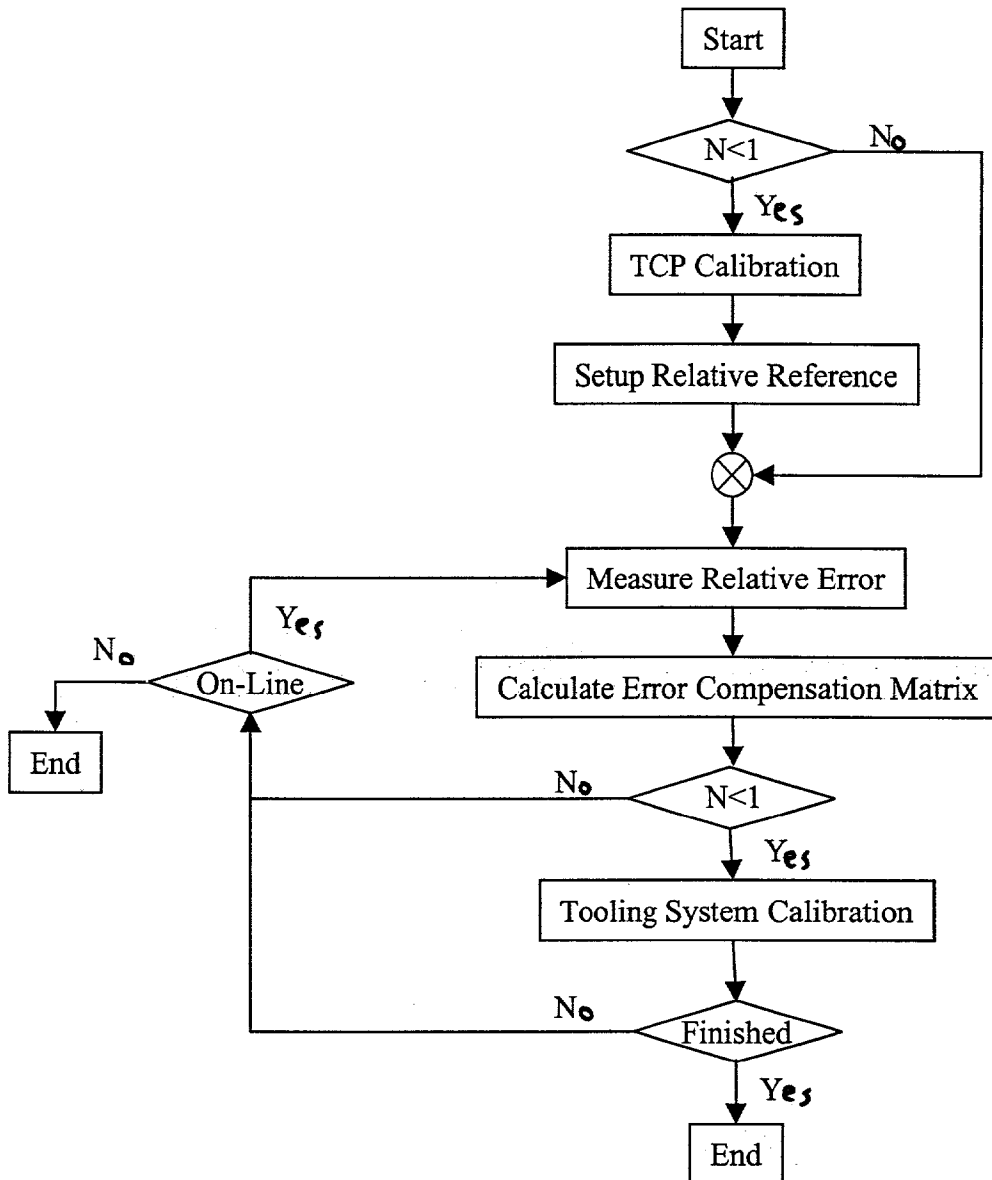 Start
N<1
No
Yes
TCP Calibration
Setup Relative Reference
Measure Relative Error
Yes
No
On-Line
Calculate Error Compensation Matrix
End
No
N<1
Yes
Tooling System Calibration
No
Finished
Yes
End